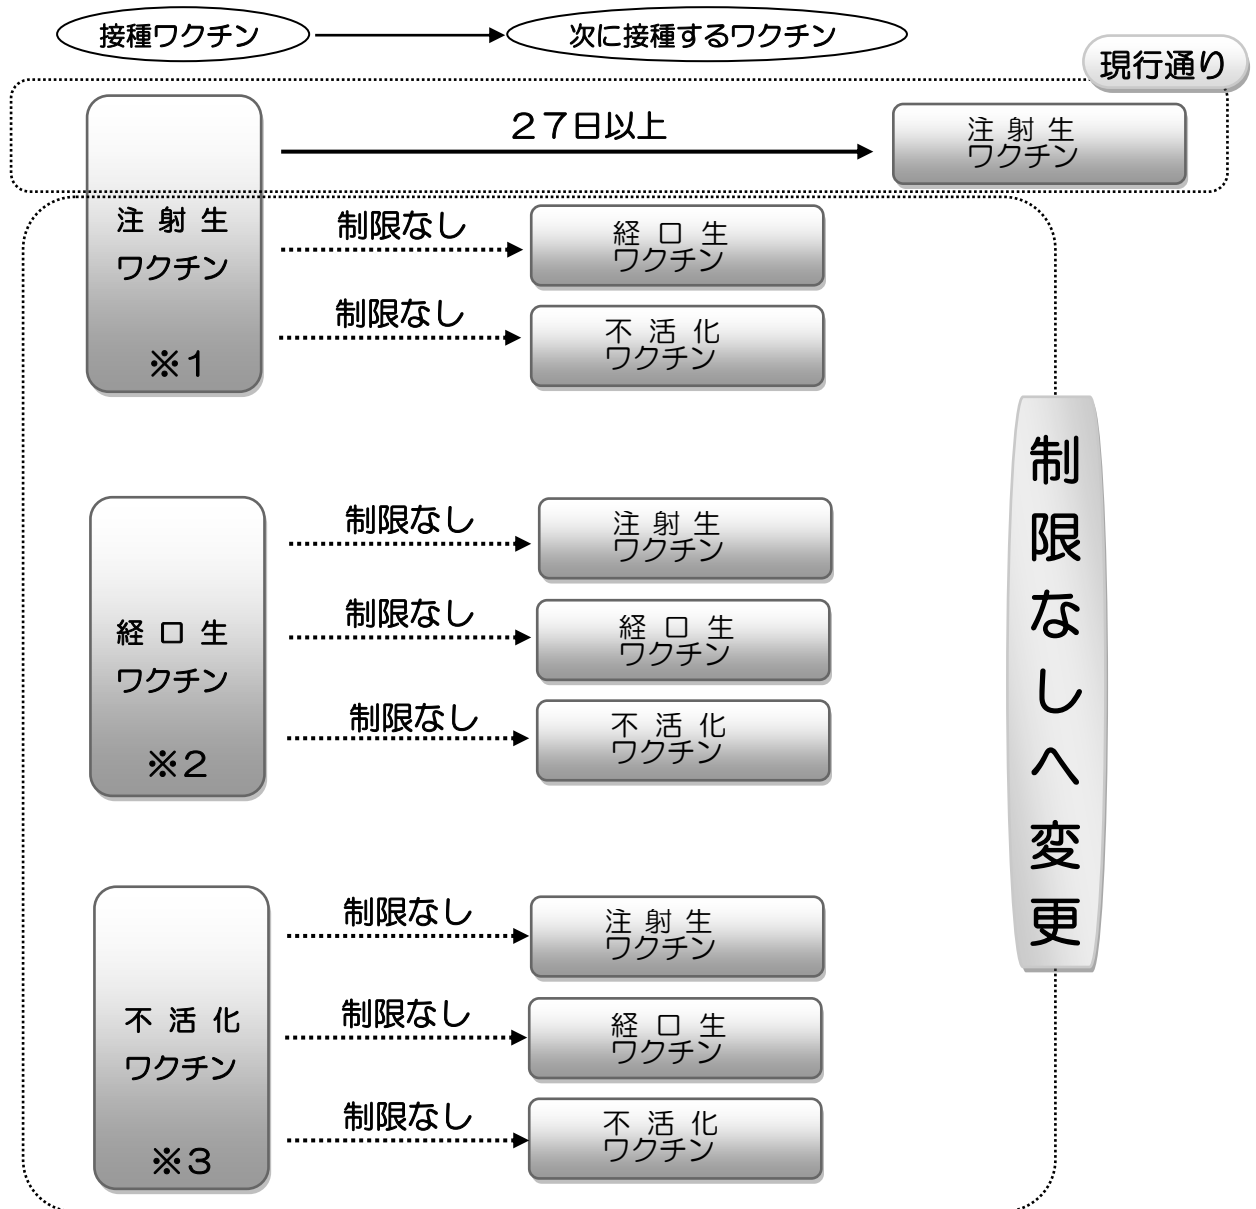 接種ワクチン
次に接種するワクチン
現行通り
２７日以上
注 射 生
ワクチン
注 射 生
ワクチン
※1
制限なし
経 口 生
ワクチン
制限なし
不 活 化
ワクチン
経 口 生
ワクチン
※2
制限なし
注 射 生
ワクチン
制限なし
経 口 生
ワクチン
制限なし
不 活 化
ワクチン
不 活 化
ワクチン
※3
制限なし
注 射 生
ワクチン
制限なし
経 口 生
ワクチン
制限なし
不 活 化
ワクチン
制限なしへ変更